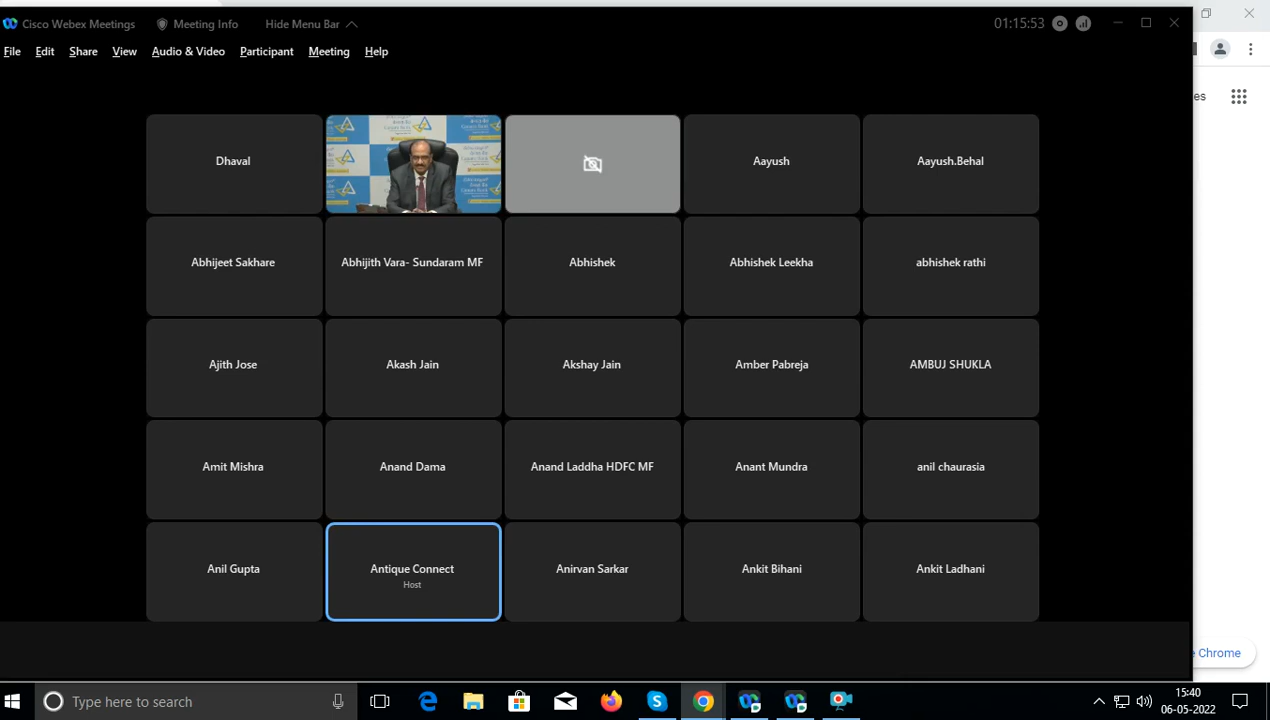 Cisco Webex Meetings
Meeting Info
Hide Menu Bar
01:15:53
File
Edit
Share
View
Audio & Video
Participant
Meeting
Help
es
Dhaval
Aayush
Aayush.Behal
Abhijeet Sakhare
Abhijith Vara- Sundaram MF
Abhishek
Abhishek Leekha
abhishek rathi
Ajith Jose
Akash Jain
Akshay Jain
Amber Pabreja
AMBUJ SHUKLA
Amit Mishra
Anand Dama
Anand Laddha HDFC MF
Anant Mundra
anil chaurasia
Anil Gupta
Antique Connect
Host
Anirvan Sarkar
Ankit Bihani
Ankit Ladhani
e Chrome
Type here to search
15:40
06-05-2022